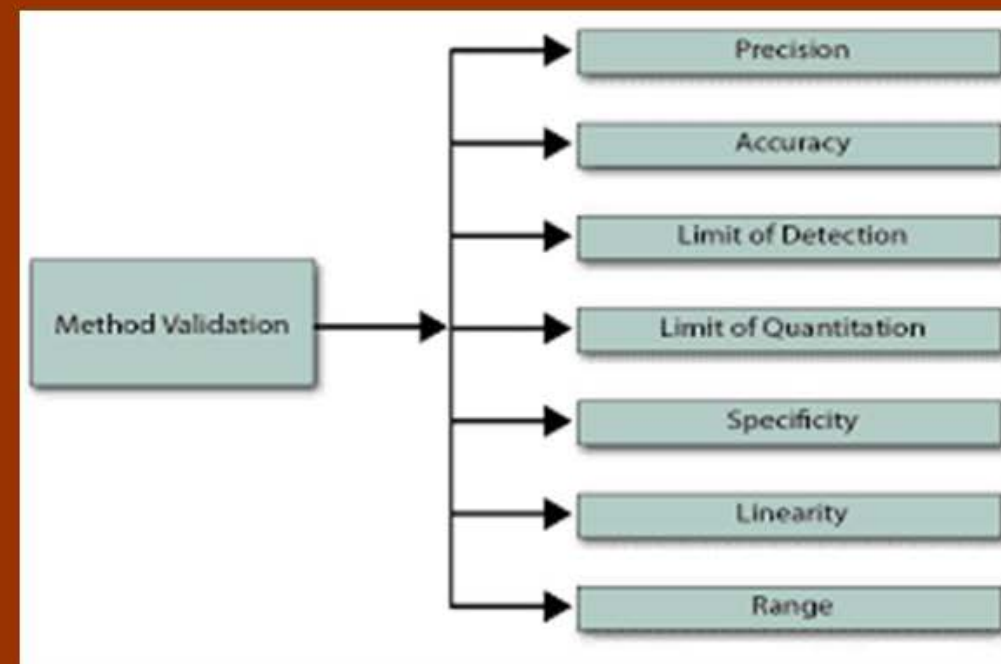 Method Validation
Precision
Accuracy
Limit of Detection
Limit of Quantitation
Specificity
Linearity
Range